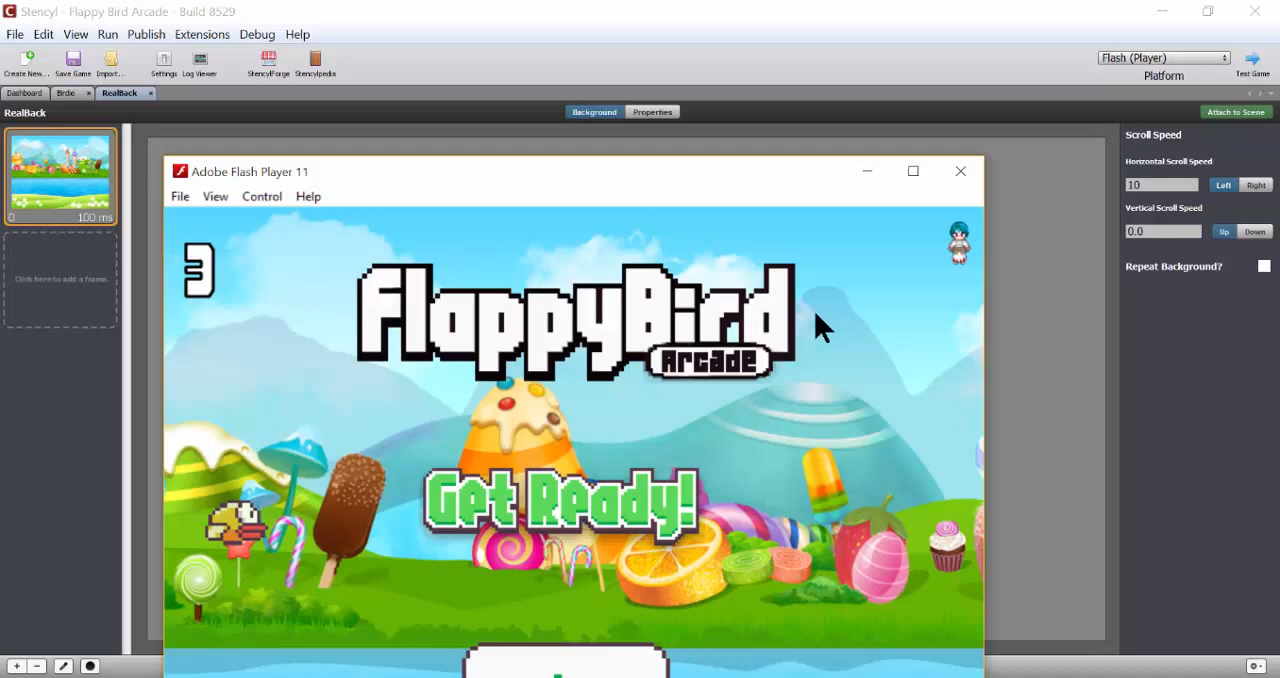 Stencyl - Flappy Bird Arcade - Build 8529
File Edit View Run Publish Extensions Debug Help
Create New... Save Game Import... Settings Log Viewer StencylForge Stencylpedia
Flash (Player)
Platform
Test Game
Dashboard Birdie × RealBack ×
RealBack
Background Properties
Attach to Scene
0 100 ms
Click here to add a frame.
Adobe Flash Player 11
File View Control Help
3
FlappyBird
Arcade
Get Ready!
Scroll Speed
Horizontal Scroll Speed
10 Left Right
Vertical Scroll Speed
0.0 Up Down
Repeat Background?